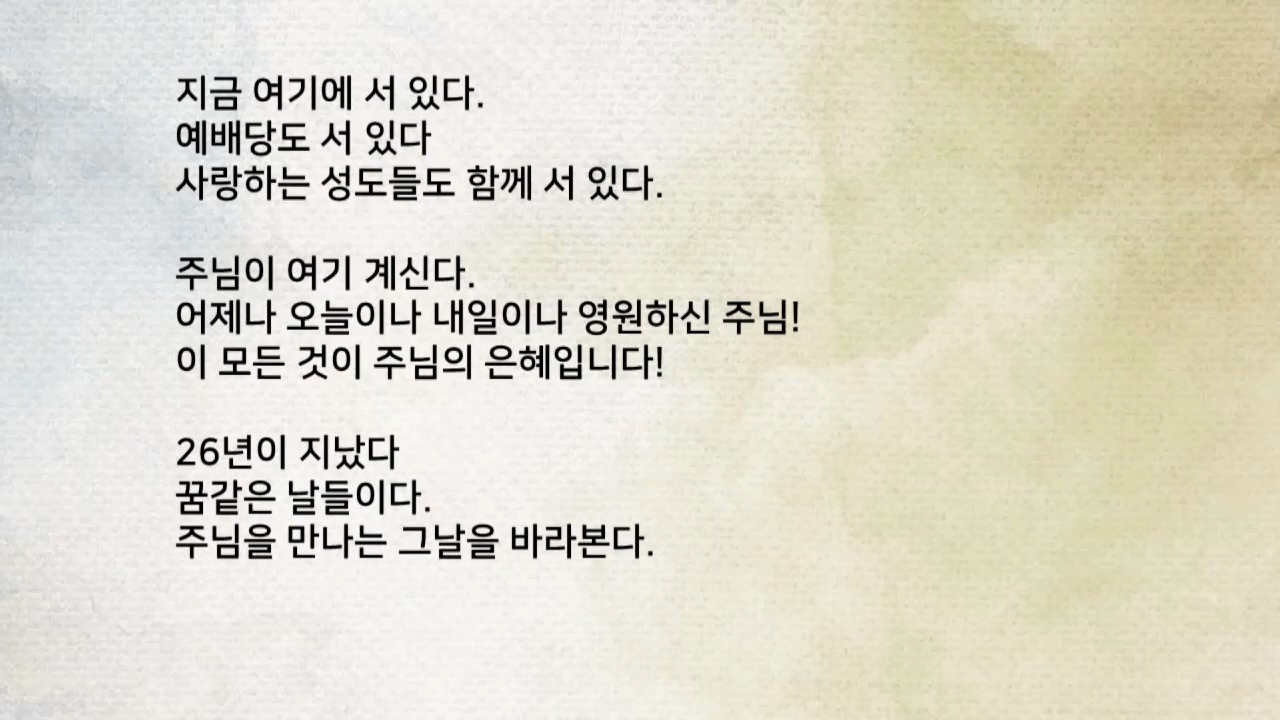 지금 여기에 서 있다.
예배당도 서 있다
사랑하는 성도들도 함께 서 있다.
주님이 여기 계신다.
어제나 오늘이나 내일이나 영원하신 주님!
이 모든 것이 주님의 은혜입니다!
26년이 지났다
꿈같은 날들이다.
주님을 만나는 그날을 바라본다.